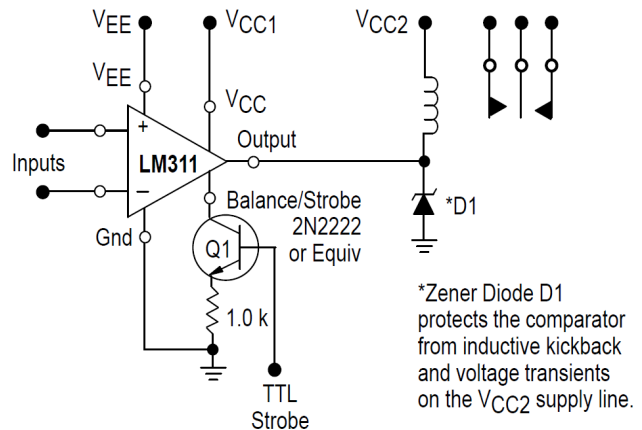 VEE
VCC1
VCC2
VEE
VCC
+
Output
Inputs
LM311
−
Balance/Strobe
2N2222
or Equiv
Gnd
Q1
*D1
1.0 k
TTL
Strobe
*Zener Diode D1
protects the comparator
from inductive kickback
and voltage transients
on the VCC2 supply line.